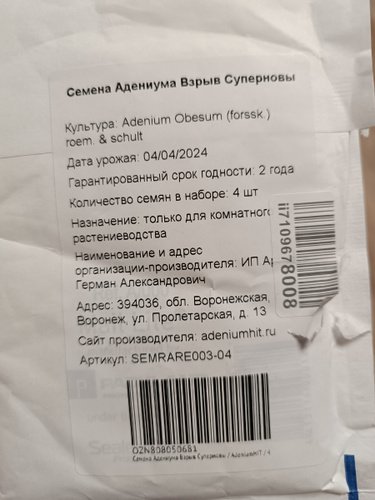 Семена Адениума Взрыв Суперновы
Культура: Adenium Obesum (forssk.)
roem. & schult
Дата урожая: 04/04/2024
Гарантированный срок годности: 2 года
Количество семян в наборе: 4 шт
Назначение: только для комнатного
растениеводства
Наименование и адрес
организации-производителя: ИП
Герман Александрович
Адрес: 394036, обл. Воронежская,
Воронеж, ул. Пролетарская, д. 13
Сайт производителя: adeniumhit.ru
Артикул: SEMRARE003-04
ii7109678008
OZN808050681
Семена Адениума Взрыв Суперновы / AdeniumHIT / 4